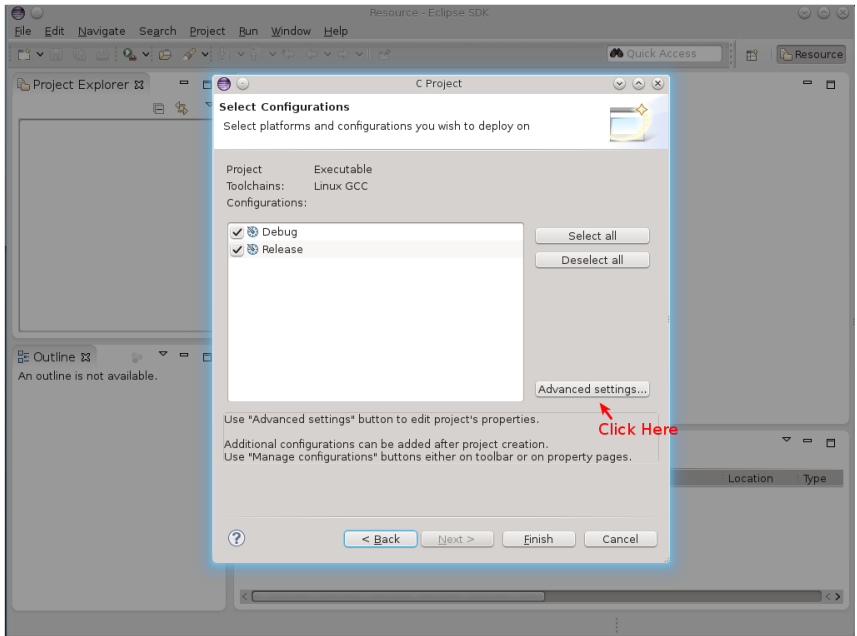 Resource - Eclipse SDK
File Edit Navigate Search Project Run Window Help
Quick Access
Resource
Project Explorer
C Project
Select Configurations
Select platforms and configurations you wish to deploy on
Project Executable
Toolchains: Linux GCC
Configurations:
Debug
Release
Select all
Deselect all
Outline
An outline is not available.
Advanced settings...
Click Here
Use "Advanced settings" button to edit project's properties.
Additional configurations can be added after project creation.
Use "Manage configurations" buttons either on toolbar or on property pages.
Location Type
?
< Back Next > Finish Cancel